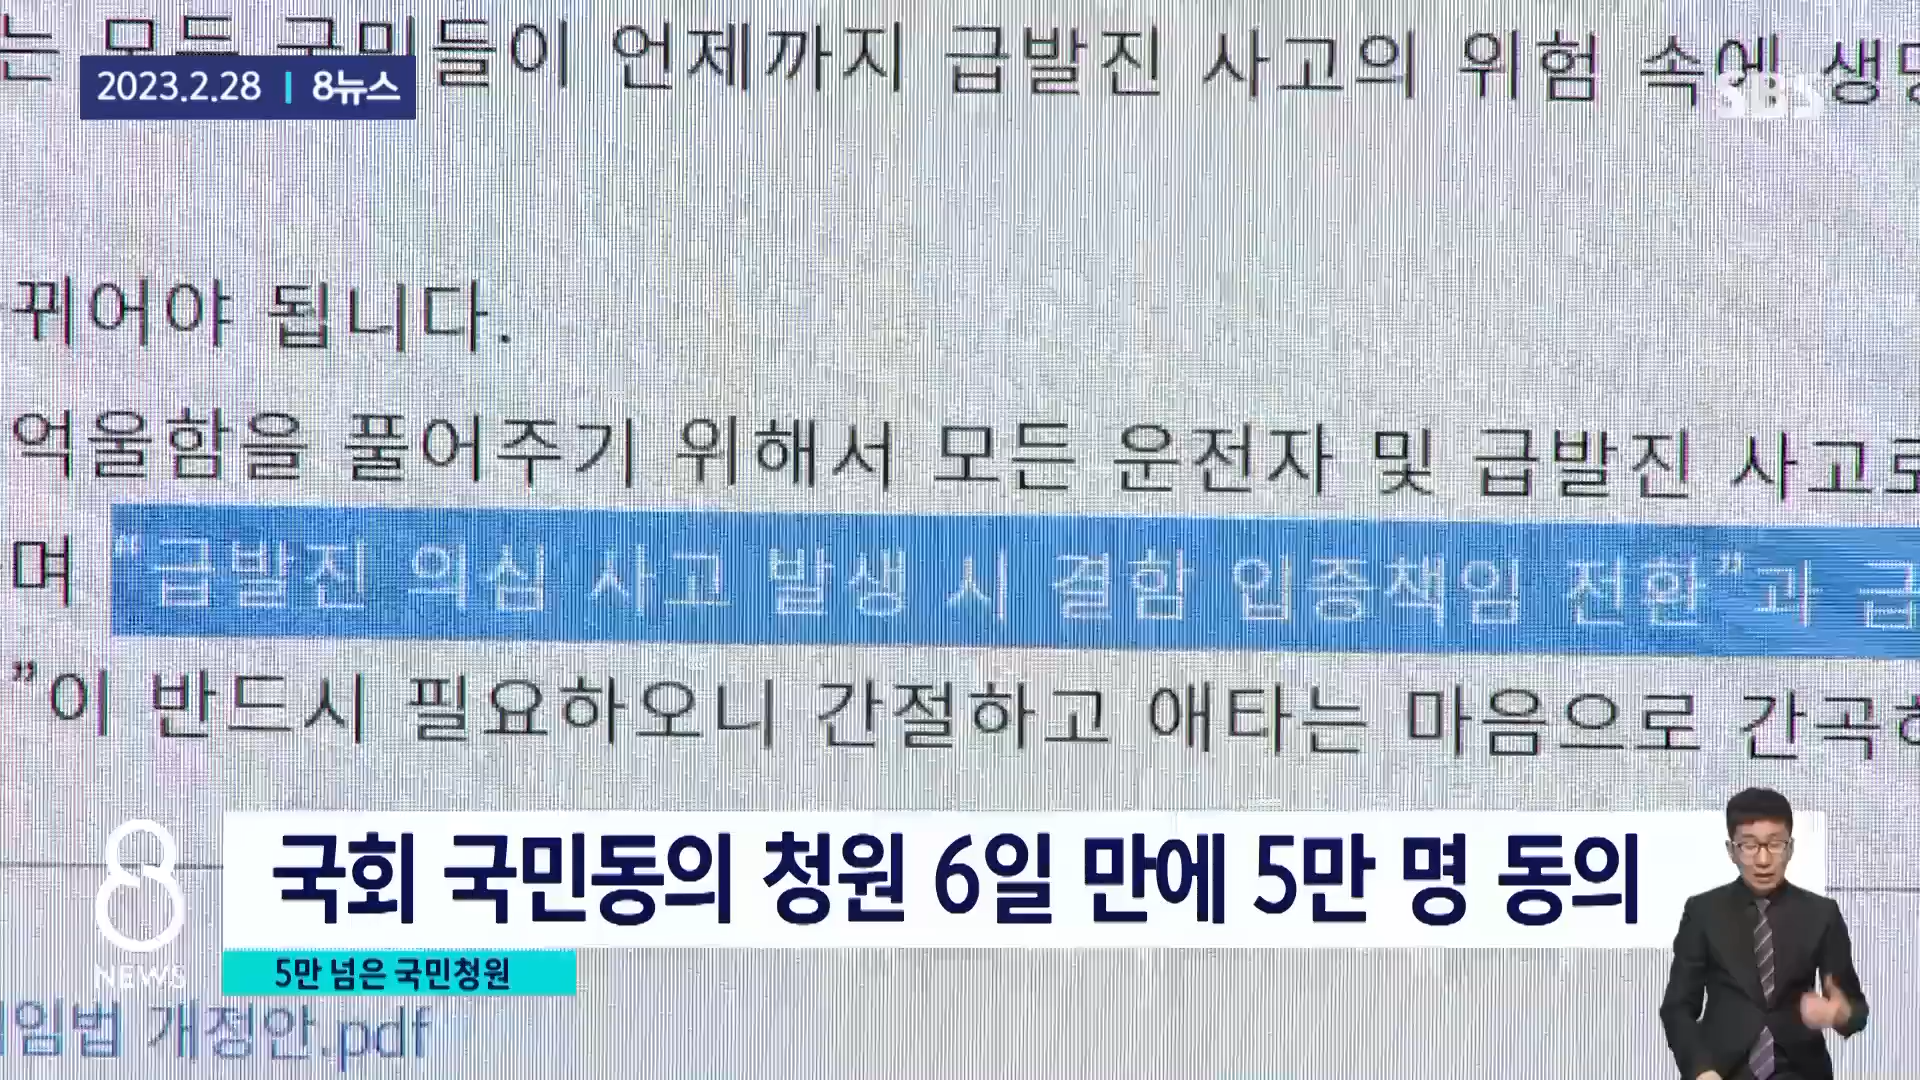 는 모든 국민들이 언제까지 급발진 사고의 위험 속에
2023.2.28 | 8뉴스
SBS
뀌어야 됩니다.
억울함을 풀어주기 위해서 모든 운전자 및 급발진 사고로
며 “급발진 의심 사고 발생 시 결함 입증책임 전환”과 급
”이 반드시 필요하오니 간절하고 애타는 마음으로
국회 국민동의 청원 6일 만에 5만 명 동의
8 NEWS
5만 넘은 국민청원
임법 개정안.pdf